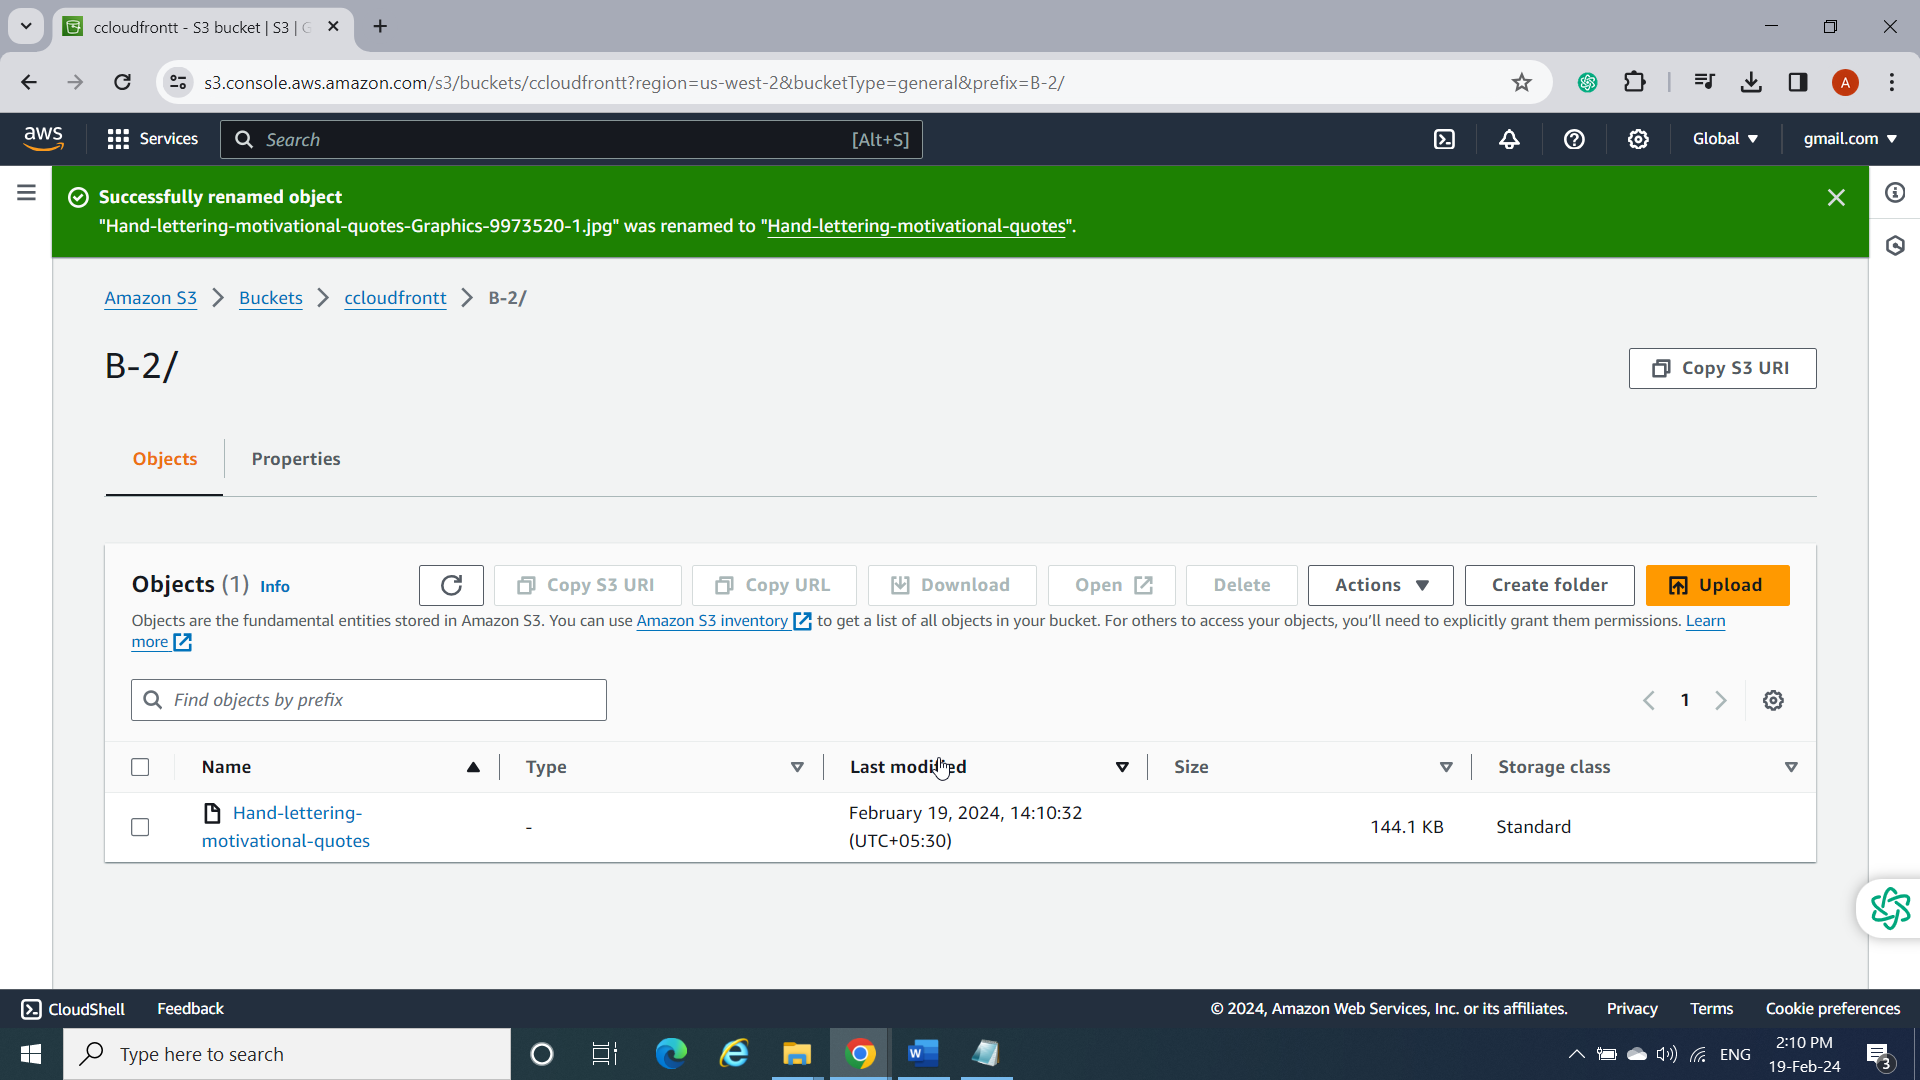 ccloudfrontt - S3 bucket | S3 | G
s3.console.aws.amazon.com/s3/buckets/ccloudfrontt?region=us-west-2&bucketType=general&prefix=B-2/
A
aws
Services
Search
[Alt+S]
Global
gmail.com
Successfully renamed object
"Hand-lettering-motivational-quotes-Graphics-9973520-1.jpg" was renamed to "Hand-lettering-motivational-quotes".
Amazon S3 > Buckets > ccloudfrontt > B-2/
B-2/
Copy S3 URI
Objects
Properties
Objects (1) Info
Copy S3 URI
Copy URL
Download
Open
Delete
Actions
Create folder
Upload
Objects are the fundamental entities stored in Amazon S3. You can use Amazon S3 inventory to get a list of all objects in your bucket. For others to access your objects, you'll need to explicitly grant them permissions. Learn
more
Find objects by prefix
1
Name
Type
Last modified
Size
Storage class
Hand-lettering-
motivational-quotes
-
February 19, 2024, 14:10:32
(UTC+05:30)
144.1 KB
Standard
CloudShell
Feedback
© 2024, Amazon Web Services, Inc. or its affiliates.
Privacy
Terms
Cookie preferences
Type here to search
ENG
2:10 PM
19-Feb-24
3